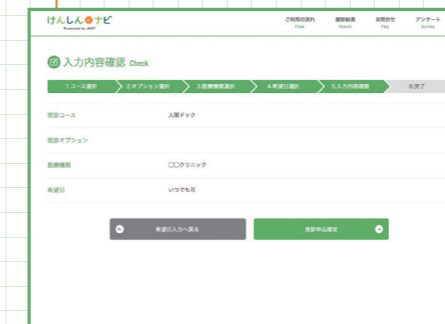 けんしんナビ
Presented by JAST
ご利用の流れ
Flow
健診結果
Result
お問合せ
Faq
アンケート
Survey
入力内容確認 Check
1.コース選択
2.オプション選択
3.医療機関選択
4.希望日選択
5.入力内容確認
6.完了
受診コース 人間ドック
受診オプション
医療機関 □□クリニック
希望日 いつでも可
希望日入力へ戻る
受診申込確定